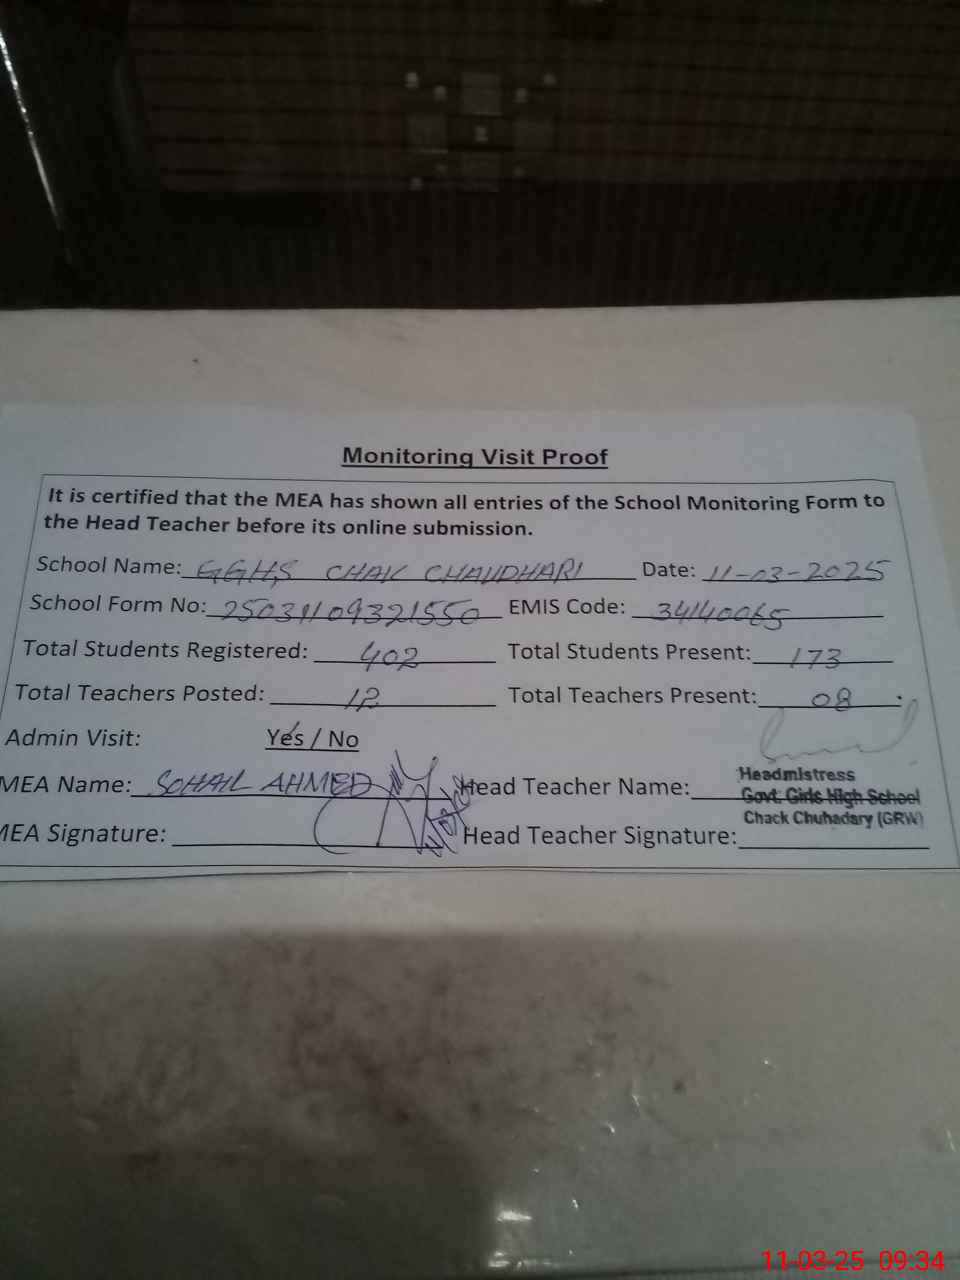 Monitoring Visit Proof
It is certified that the MEA has shown all entries of the School Monitoring Form to
the Head Teacher before its online submission.
School Name: GGHS CHAK CHAUDHARI Date: 11-03-2025
School Form No: 25031109321550 EMIS Code: 34140065
Total Students Registered: 402 Total Students Present: 173
Total Teachers Posted: 12 Total Teachers Present: 08
Admin Visit: Yes / No
MEA Name: SOHAIL AHMED Head Teacher Name:
Headmistress
Govt. Girls High School
Chack Chuhadary (GRW)
MEA Signature: Head Teacher Signature:
11-03-25 09:34